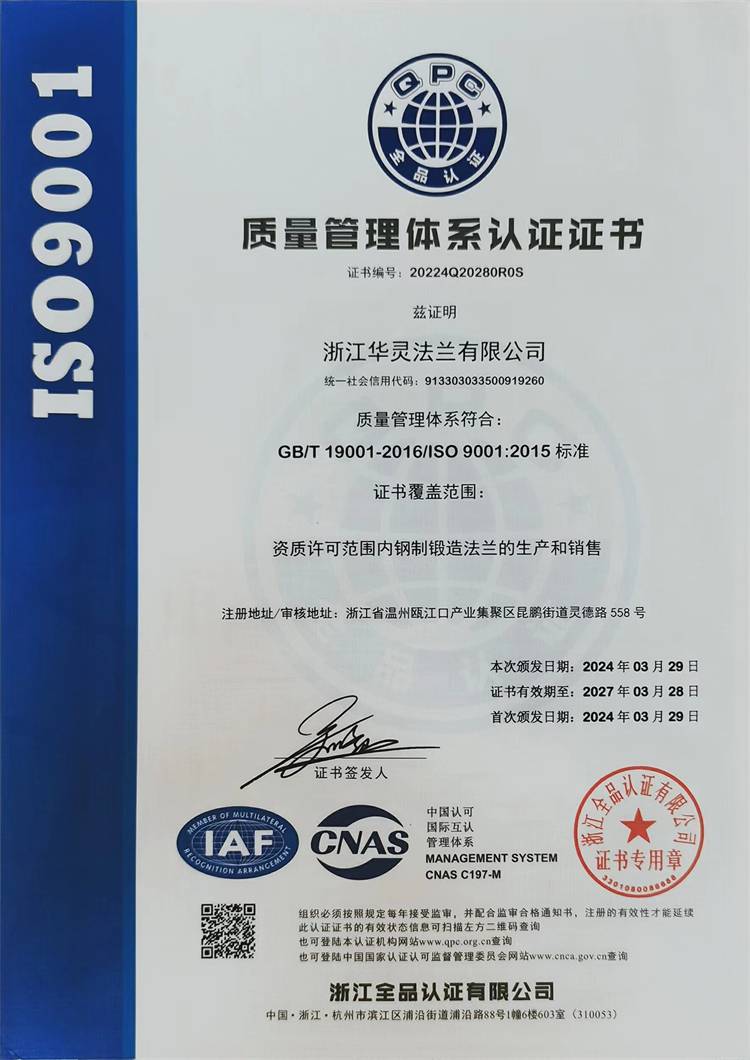 ISO9001
QPC
全品认证
质量管理体系认证证书
证书编号：20224Q20280R0S
兹证明
浙江华灵法兰有限公司
统一社会信用代码：913303033500919260
质量管理体系符合：
GB/T 19001-2016/ISO 9001:2015 标准
证书覆盖范围：
资质许可范围内钢制锻造法兰的生产和销售
注册地址/审核地址：浙江省温州瓯江口产业集聚区昆鹏街道灵德路 558 号
本次颁发日期：2024 年 03 月 29 日
证书有效期至：2027 年 03 月 28 日
首次颁发日期：2024 年 03 月 29 日
证书签发人
MEMBER OF MULTILATERAL
IAF
RECOGNITION ARRANGEMENT
CNAS
中国认可
国际互认
管理体系
MANAGEMENT SYSTEM
CNAS C197-M
浙江全品认证有限公司
证书专用章
组织必须按照规定每年接受监审，并配合监审合格通知书，注册的有效性才能延续
此认证证书的有效状态信息可扫描左方二维码查询
也可登陆本认证机构网站www.qpc.org.cn查询
也可登陆中国国家认证认可监督管理委员会网站www.cnca.gov.cn查询
浙江全品认证有限公司
中国·浙江·杭州市滨江区浦沿街道浦沿路88号1幢6楼603室（310053）